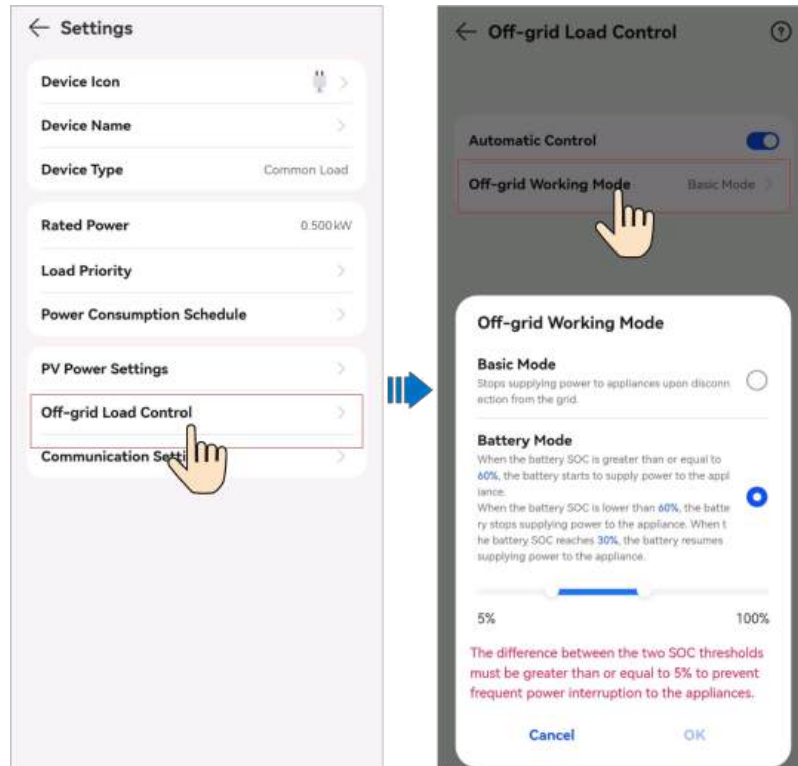 Settings
Device Icon
Device Name
Device Type Common Load
Rated Power 0.500 kW
Load Priority
Power Consumption Schedule
PV Power Settings
Off-grid Load Control
Communication Setti
Off-grid Load Control
Automatic Control
Off-grid Working Mode Basic Mode
Off-grid Working Mode
Basic Mode
Stops supplying power to appliances upon disconn
ection from the grid.
Battery Mode
When the battery SOC is greater than or equal to
60%, the battery starts to supply power to the appl
iance.
When the battery SOC is lower than 60%, the batte
ry stops supplying power to the appliance. When t
he battery SOC reaches 30%, the battery resumes
supplying power to the appliance.
5% 100%
The difference between the two SOC thresholds
must be greater than or equal to 5% to prevent
frequent power interruption to the appliances.
Cancel OK